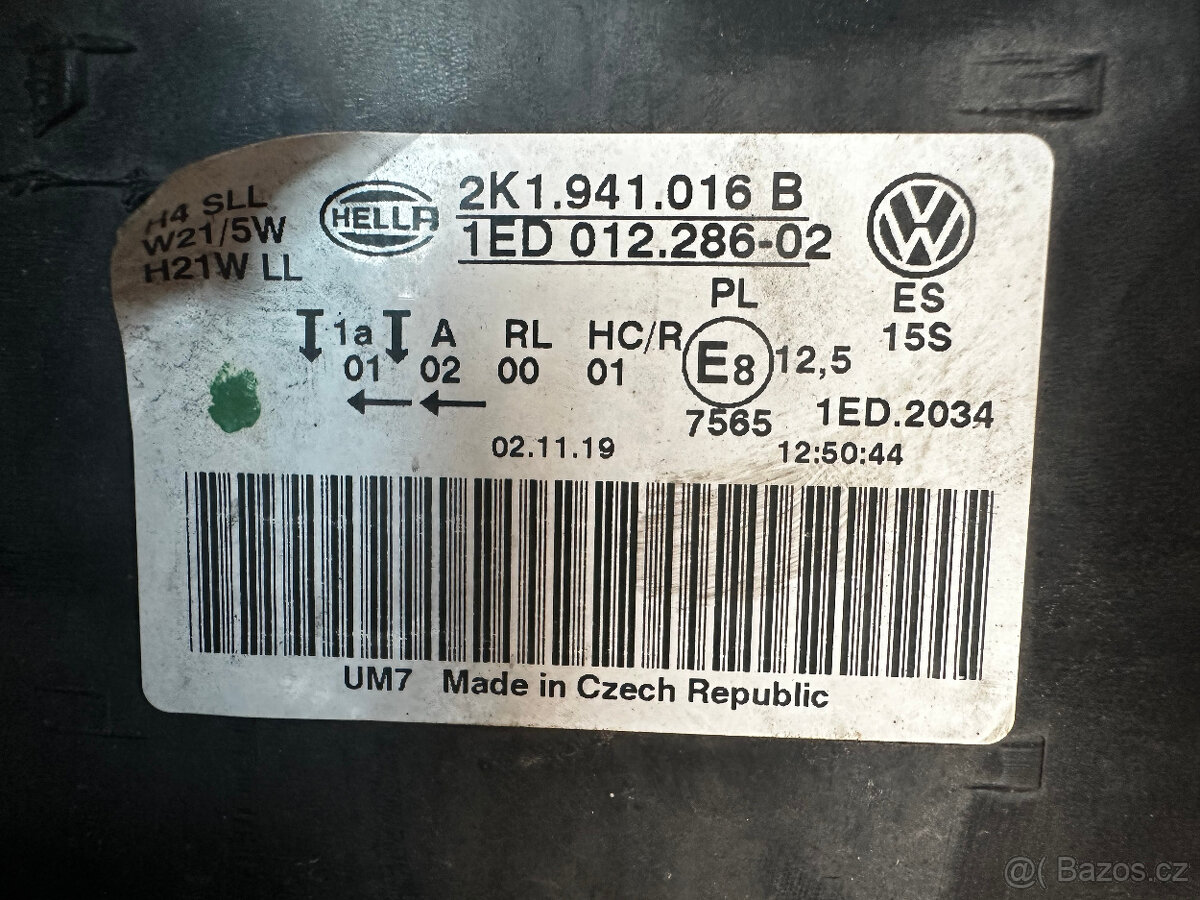 H4 SLL
W21/5W
H21W LL
HELLA
2K1.941.016 B
1ED 012.286-02
VW
PL
ES
15S
1a A RL HC/R
01 02 00 01
E8
12,5
7565
1ED.2034
02.11.19
12:50:44
UM7 Made in Czech Republic
@( Bazos.cz